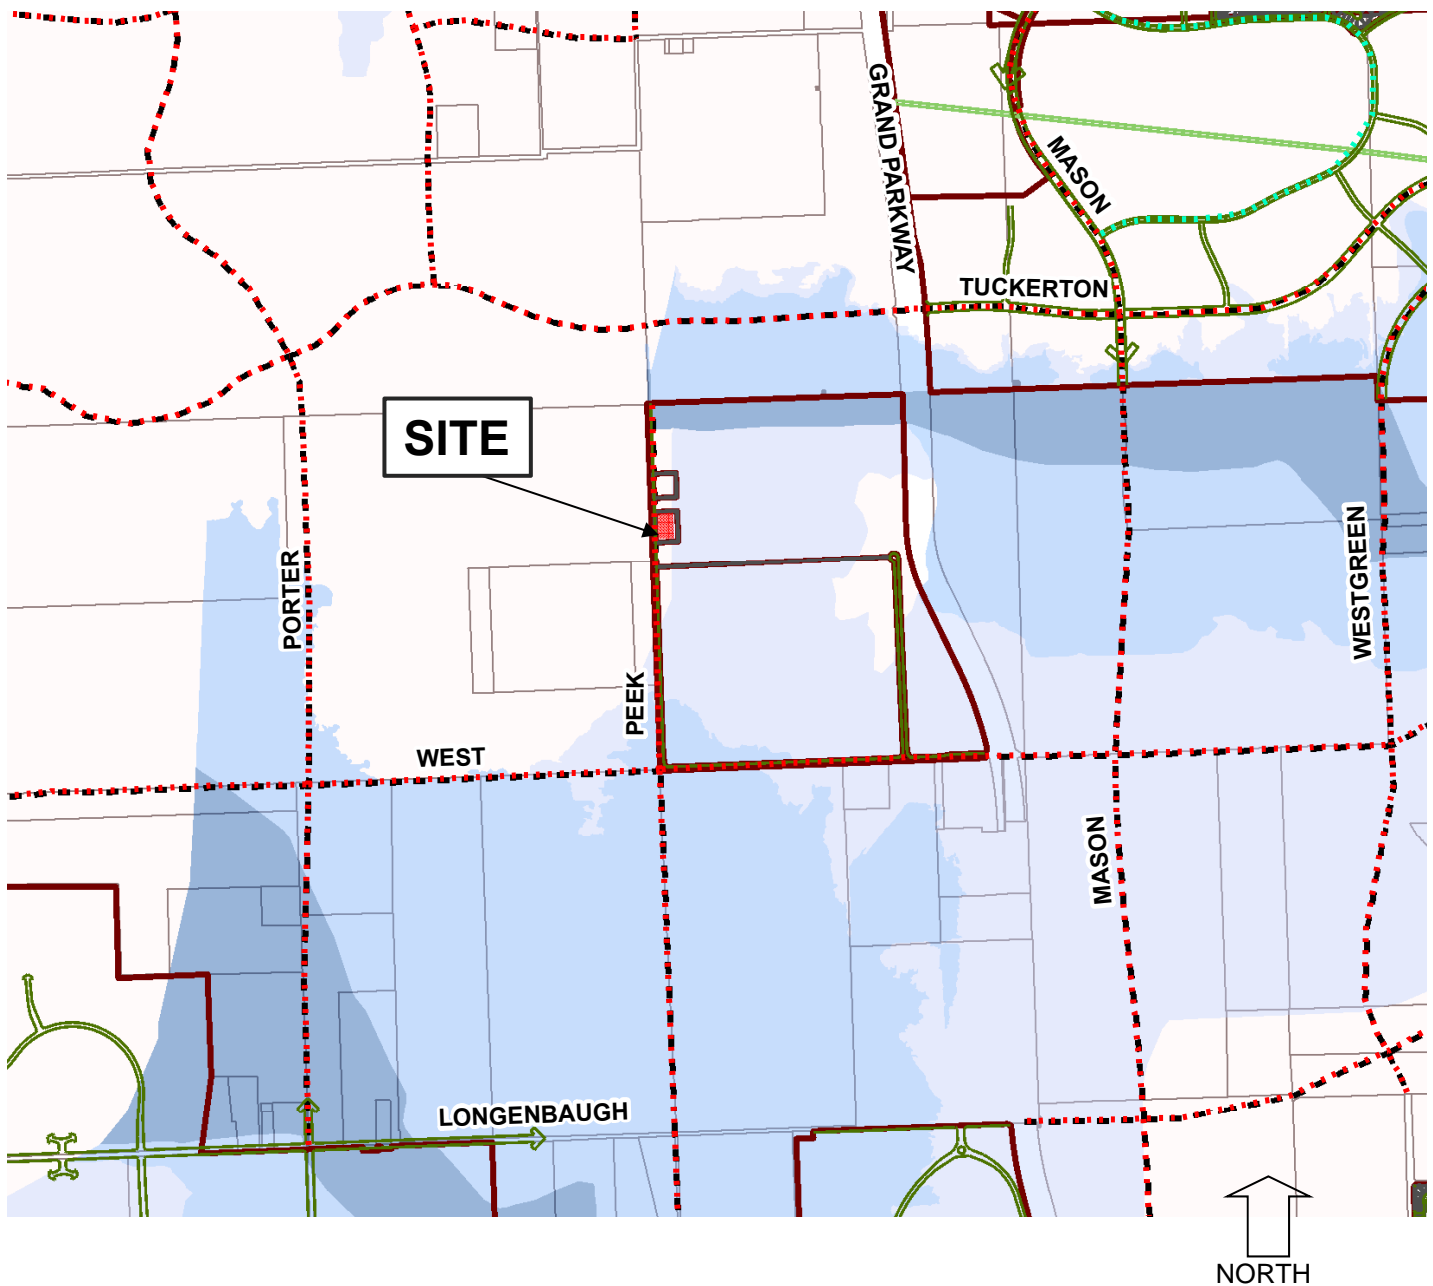 GRAND PARKWAY
MASON
TUCKERTON
SITE
PORTER
WESTGREEN
PEEK
WEST
MASON
LONGENBAUGH
NORTH